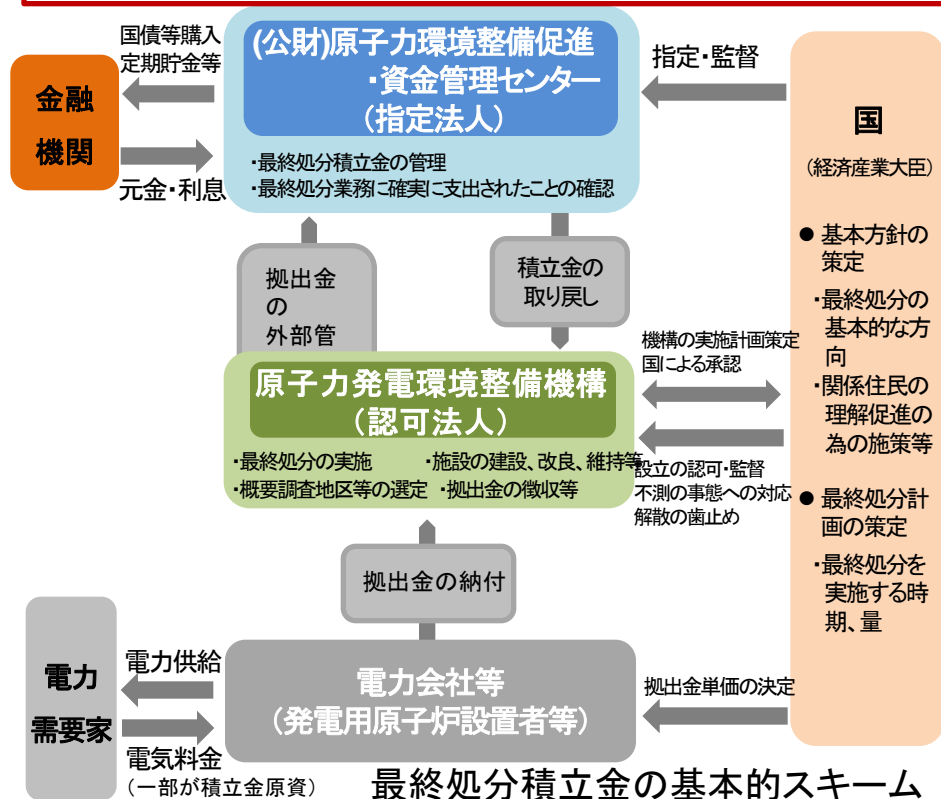 国債等購入
定期貯金等
金融
機関
元金・利息
(公財)原子力環境整備促進
・資金管理センター
(指定法人)
・最終処分積立金の管理
・最終処分業務に確実に支出されたことの確認
指定・監督
国
(経済産業大臣)
● 基本方針の
策定
・最終処分の
基本的な方
向
・関係住民の
理解促進の
為の施策等
● 最終処分計
画の策定
・最終処分を
実施する時
期、量
拠出金
の
外部管
積立金の
取り戻し
機構の実施計画策定
国による承認
原子力発電環境整備機構
(認可法人)
・最終処分の実施 ・施設の建設、改良、維持等
・概要調査地区等の選定 ・拠出金の徴収等
設立の認可・監督
不測の事態への対応
解散の歯止め
拠出金の納付
電力
需要家
電力供給
電気料金
(一部が積立金原資)
電力会社等
(発電用原子炉設置者等)
拠出金単価の決定
最終処分積立金の基本的スキーム